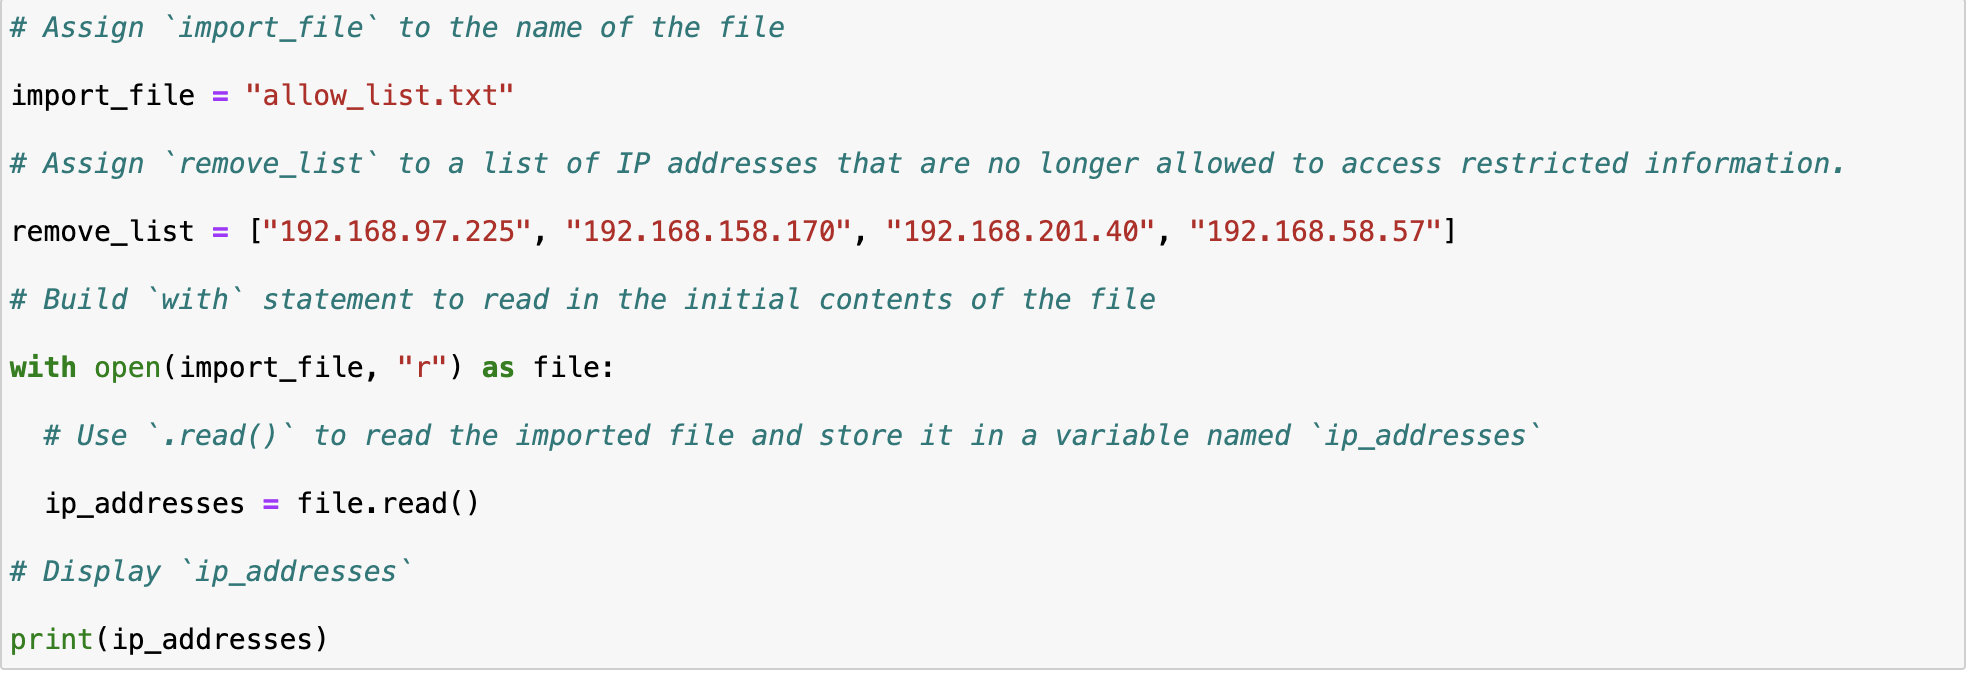 # Assign `import_file` to the name of the file
import_file = "allow_list.txt"
# Assign `remove_list` to a list of IP addresses that are no longer allowed to access restricted information.
remove_list = ["192.168.97.225", "192.168.158.170", "192.168.201.40", "192.168.58.57"]
# Build `with` statement to read in the initial contents of the file
with open(import_file, "r") as file:
  # Use `.read()` to read the imported file and store it in a variable named `ip_addresses`
  ip_addresses = file.read()
# Display `ip_addresses`
print(ip_addresses)